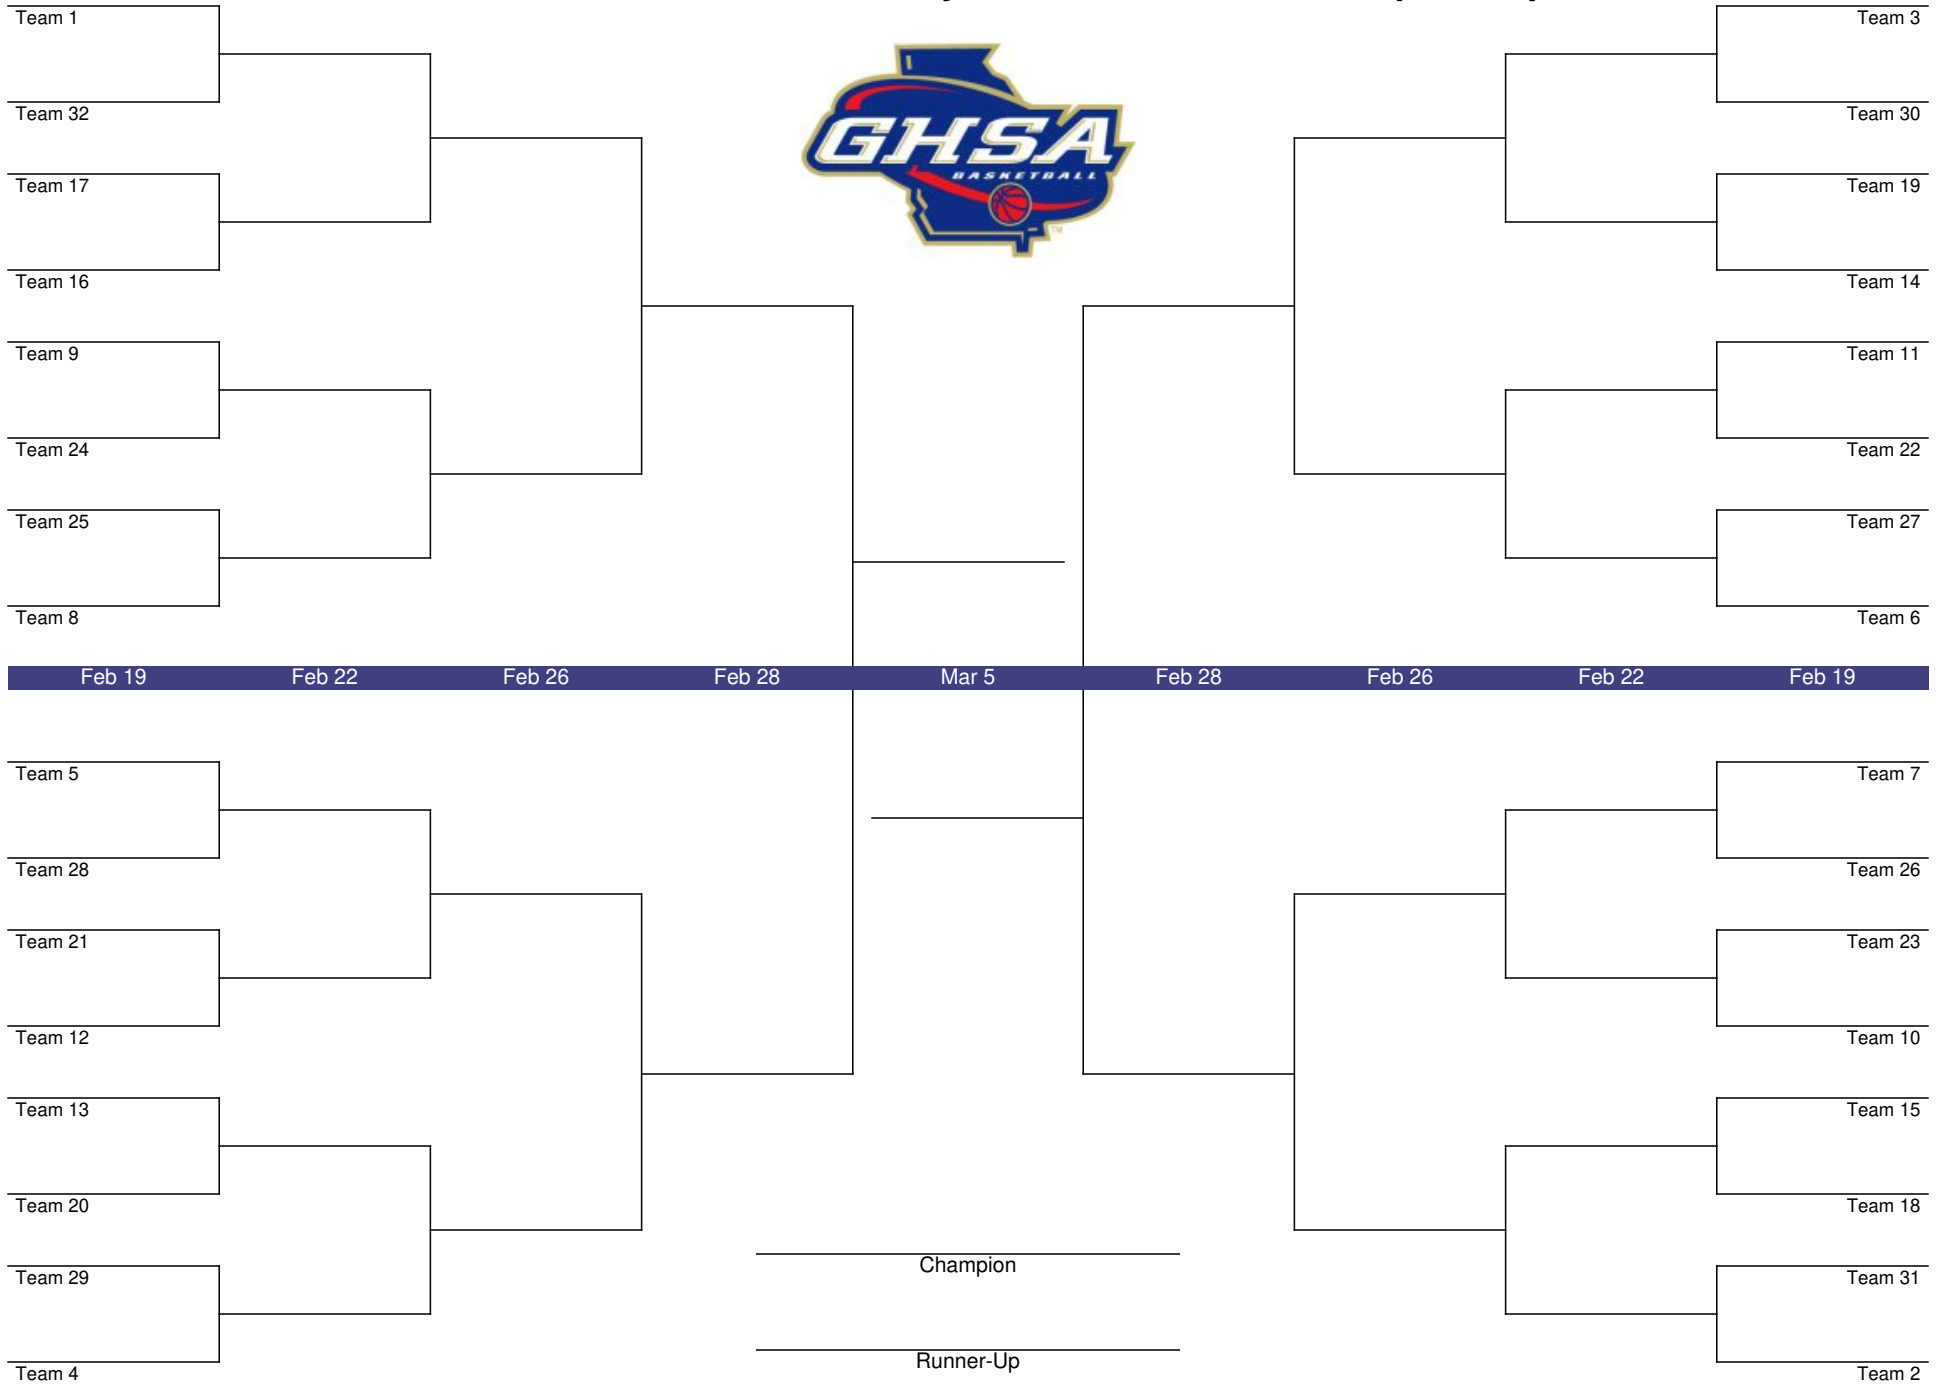 Team 1
Team 32
Team 17
Team 16
Team 9
Team 24
Team 25
Team 8
GHSA
BASKETBALL
TM
Team 3
Team 30
Team 19
Team 14
Team 11
Team 22
Team 27
Team 6
Feb 19 Feb 22 Feb 26 Feb 28 Mar 5 Feb 28 Feb 26 Feb 22 Feb 19
Team 5
Team 28
Team 21
Team 12
Team 13
Team 20
Team 29
Team 4
Champion
Runner-Up
Team 7
Team 26
Team 23
Team 10
Team 15
Team 18
Team 31
Team 2